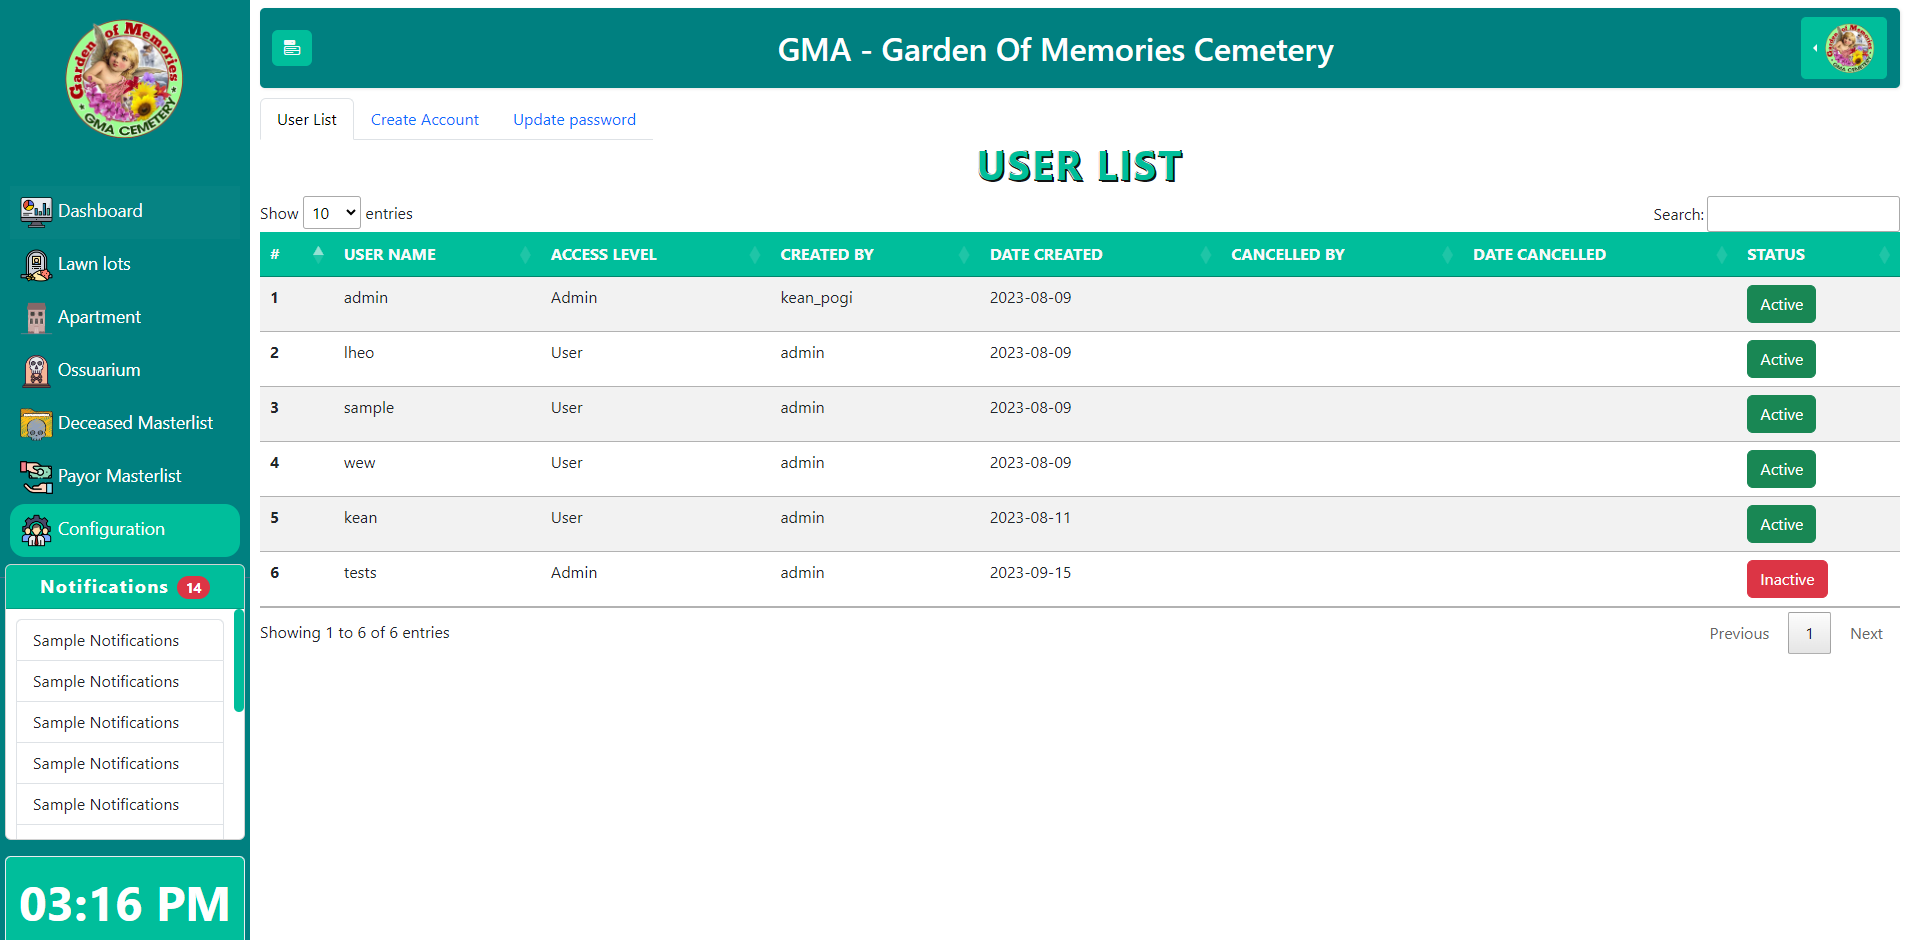 Garden of Memories
GMA CEMETERY
Dashboard
Lawn lots
Apartment
Ossuarium
Deceased Masterlist
Payor Masterlist
Configuration
Notifications 14
Sample Notifications
Sample Notifications
Sample Notifications
Sample Notifications
Sample Notifications
03:16 PM
GMA - Garden Of Memories Cemetery
Garden of Memories
GMA CEMETERY
User List Create Account Update password
USER LIST
Show 10 entries Search:
# USER NAME ACCESS LEVEL CREATED BY DATE CREATED CANCELLED BY DATE CANCELLED STATUS
1 admin Admin kean_pogi 2023-08-09 Active
2 lheo User admin 2023-08-09 Active
3 sample User admin 2023-08-09 Active
4 wew User admin 2023-08-09 Active
5 kean User admin 2023-08-11 Active
6 tests Admin admin 2023-09-15 Inactive
Showing 1 to 6 of 6 entries Previous 1 Next